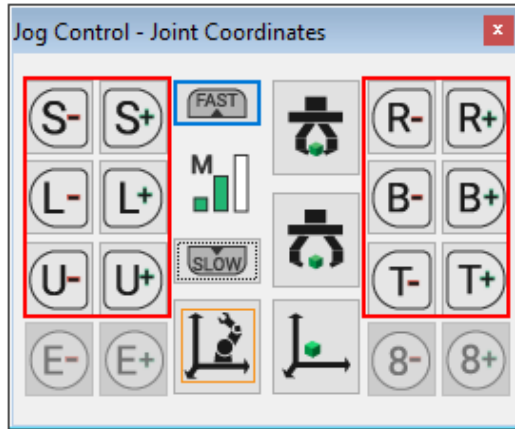 Jog Control - Joint Coordinates x
S- S+ FAST R- R+
M
L- L+ B- B+
U- U+ SLOW T- T+
E- E+ 8- 8+